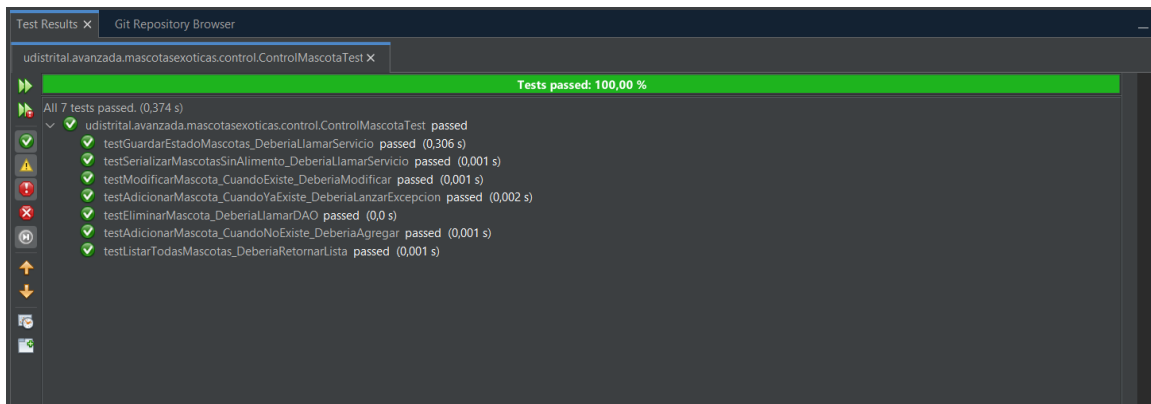 Test Results Git Repository Browser
udistrital.avanzada.mascotasexoticas.control.ControlMascotaTest
Tests passed: 100,00 %
All 7 tests passed. (0,374 s)
udistrital.avanzada.mascotasexoticas.control.ControlMascotaTest passed
testGuardarEstadoMascotas_DeberiaLlamarServicio passed (0,306 s)
testSerializarMascotasSinAlimento_DeberiaLlamarServicio passed (0,001 s)
testModificarMascota_CuandoExiste_DeberiaModificar passed (0,001 s)
testAdicionarMascota_CuandoYaExiste_DeberiaLanzarExcepcion passed (0,002 s)
testEliminarMascota_DeberiaLlamarDAO passed (0,0 s)
testAdicionarMascota_CuandoNoExiste_DeberiaAgregar passed (0,001 s)
testListarTodasMascotas_DeberiaRetornarLista passed (0,001 s)